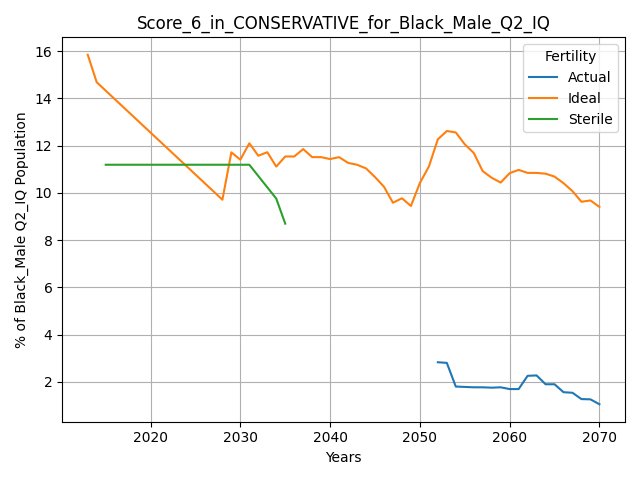 Score_6_in_CONSERVATIVE_for_Black_Male_Q2_IQ
Fertility
Actual
Ideal
Sterile
% of Black_Male Q2_IQ Population
16
14
12
10
8
6
4
2
2020 2030 2040 2050 2060 2070
Years